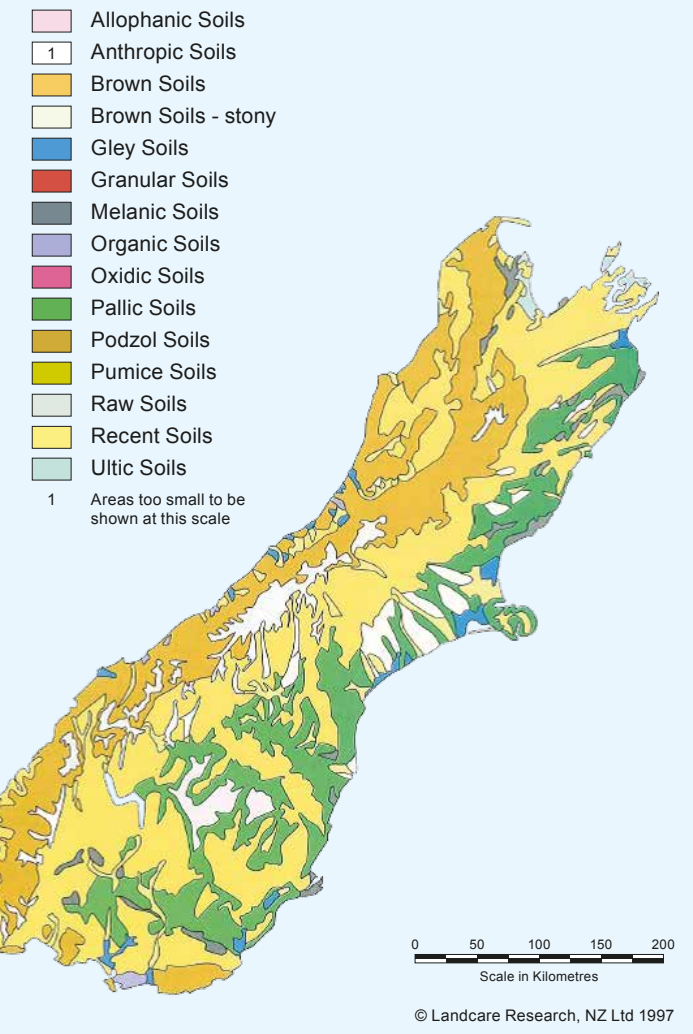 Allophanic Soils
1 Anthropic Soils
Brown Soils
Brown Soils - stony
Gley Soils
Granular Soils
Melanic Soils
Organic Soils
Oxidic Soils
Pallic Soils
Podzol Soils
Pumice Soils
Raw Soils
Recent Soils
Ultic Soils
1 Areas too small to be
shown at this scale
0 50 100 150 200
Scale in Kilometres
© Landcare Research, NZ Ltd 1997